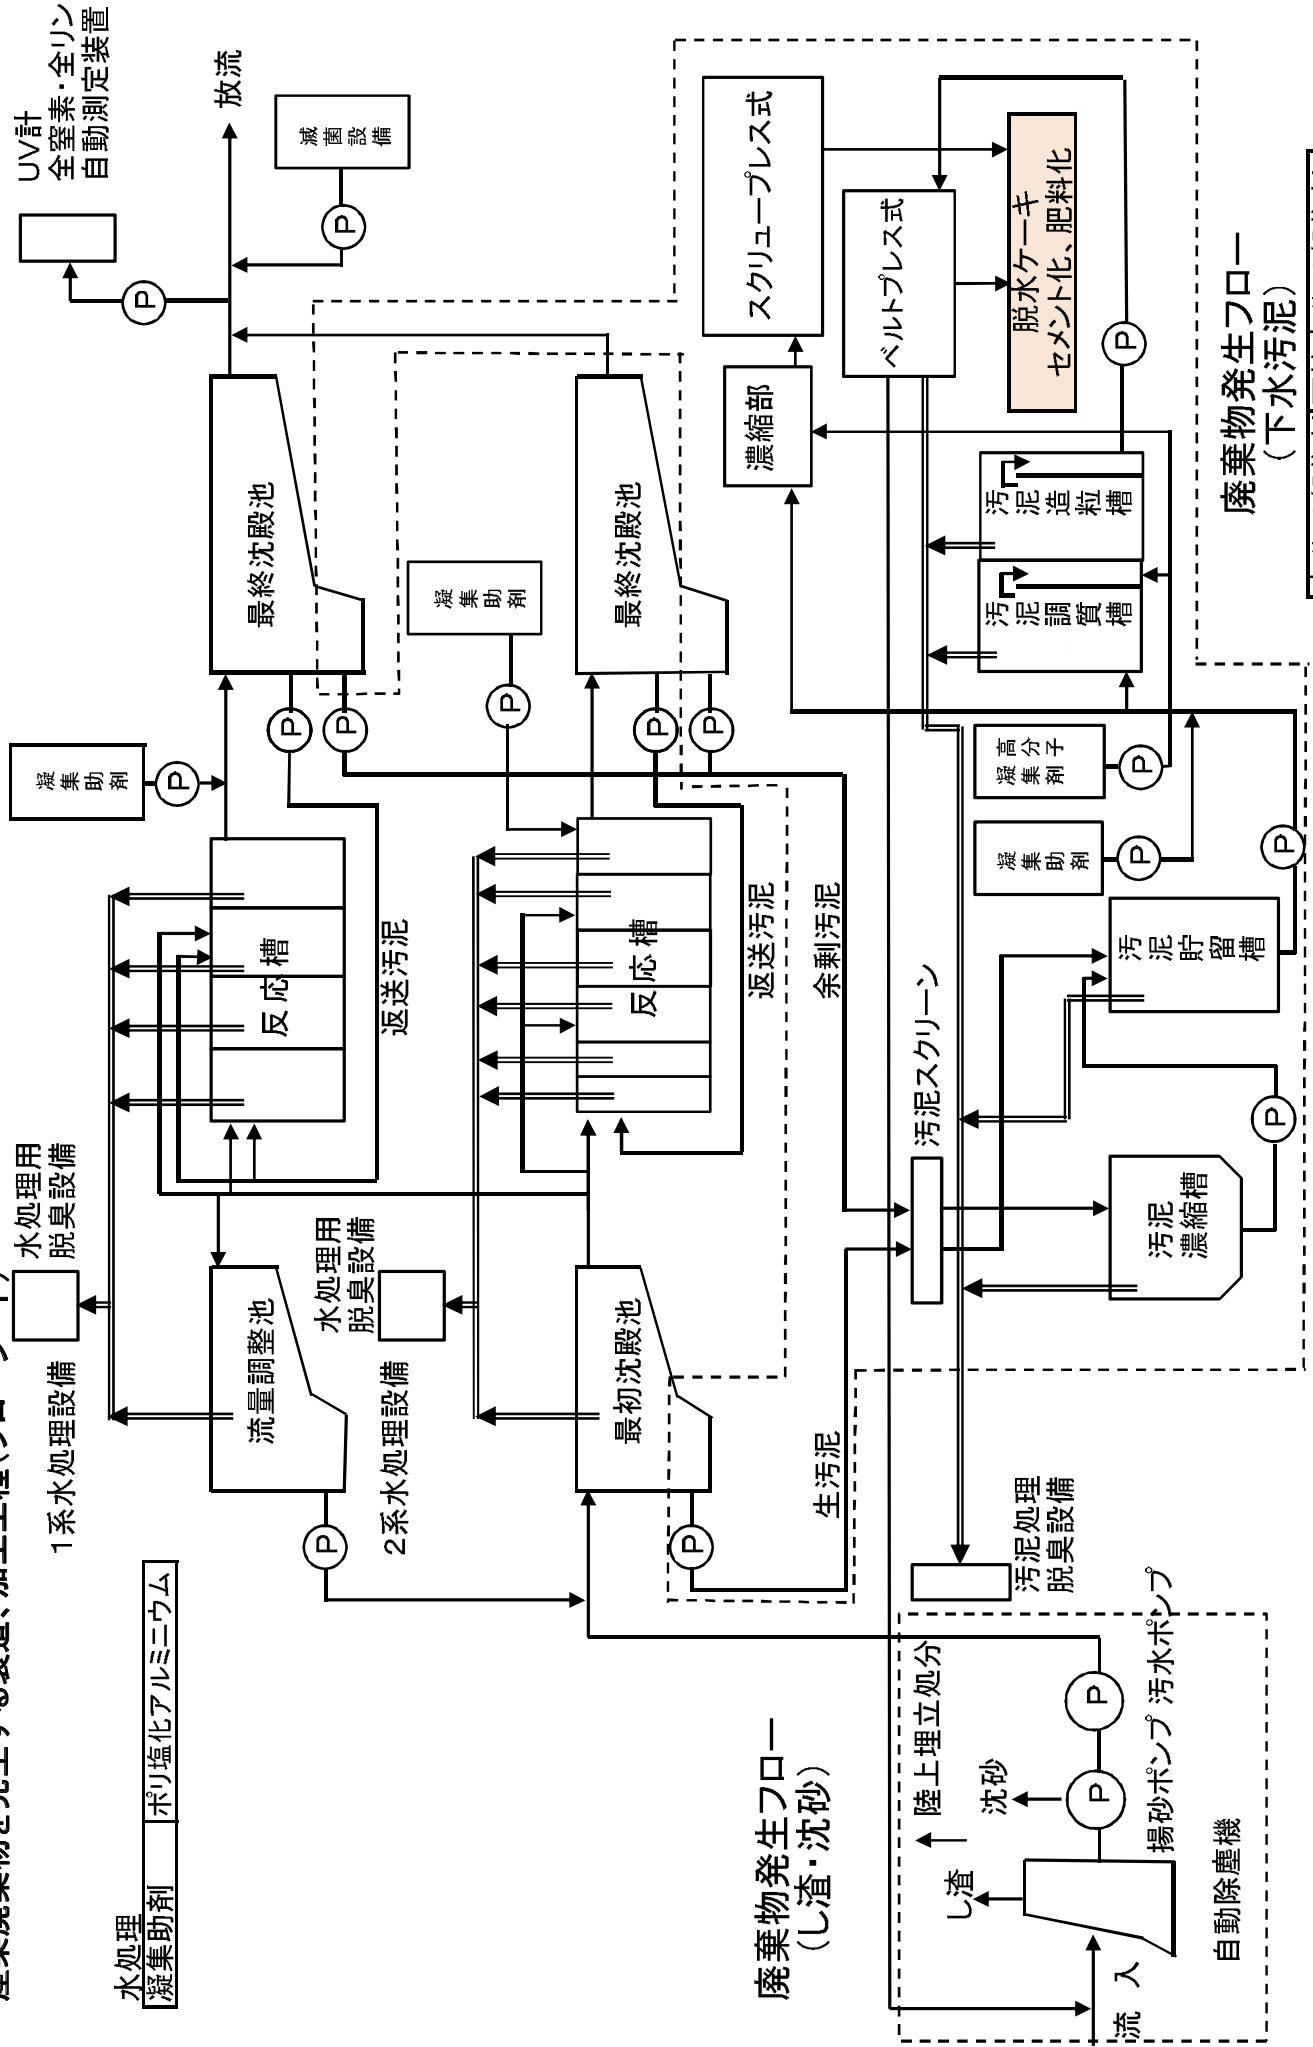 水処理
凝集助剤
ポリ塩化アルミニウム
1系水処理設備
水処理用
脱臭設備
流量調整池
P
反応槽
返送汚泥
凝集助剤
P
最終沈殿池
P
P
UV計
全窒素・全リン
自動測定装置
P
放流
滅菌設備
P
2系水処理設備
水処理用
脱臭設備
最初沈殿池
P
反応槽
返送汚泥
凝集助剤
P
最終沈殿池
P
P
生汚泥
余剰汚泥
汚泥スクリーン
汚泥処理
脱臭設備
汚泥
濃縮槽
P
汚泥貯留槽
P
凝集助剤
P
高分子
凝集剤
P
汚泥調質槽
汚泥造粒槽
P
濃縮部
スクリュープレス式
ベルトプレス式
脱水ケーキ
セメント化、肥料化
廃棄物発生フロー
(下水汚泥)
廃棄物発生フロー
(し渣・沈砂)
流入
し渣
沈砂
陸上埋立処分
P
P
自動除塵機
揚砂ポンプ
汚水ポンプ